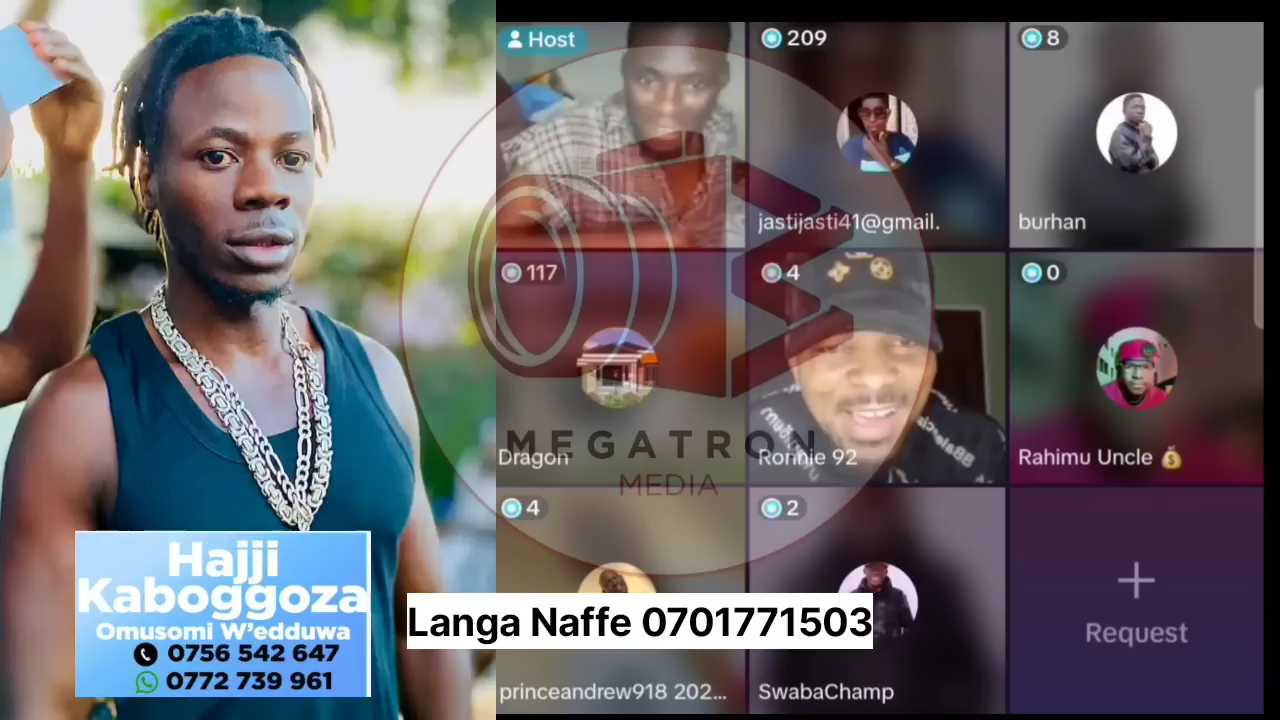 Host
209
8
jastijasti41@gmail.
burhan
117
4
0
Dragon
MEGATRON
MEDIA
Ronnie 92
Rahimu Uncle 💰
4
2
Hajji
Kaboggoza
Omusomi W'edduwa
0756 542 647
0772 739 961
Langa Naffe 0701771503
Request
princeandrew918 202...
SwabaChamp